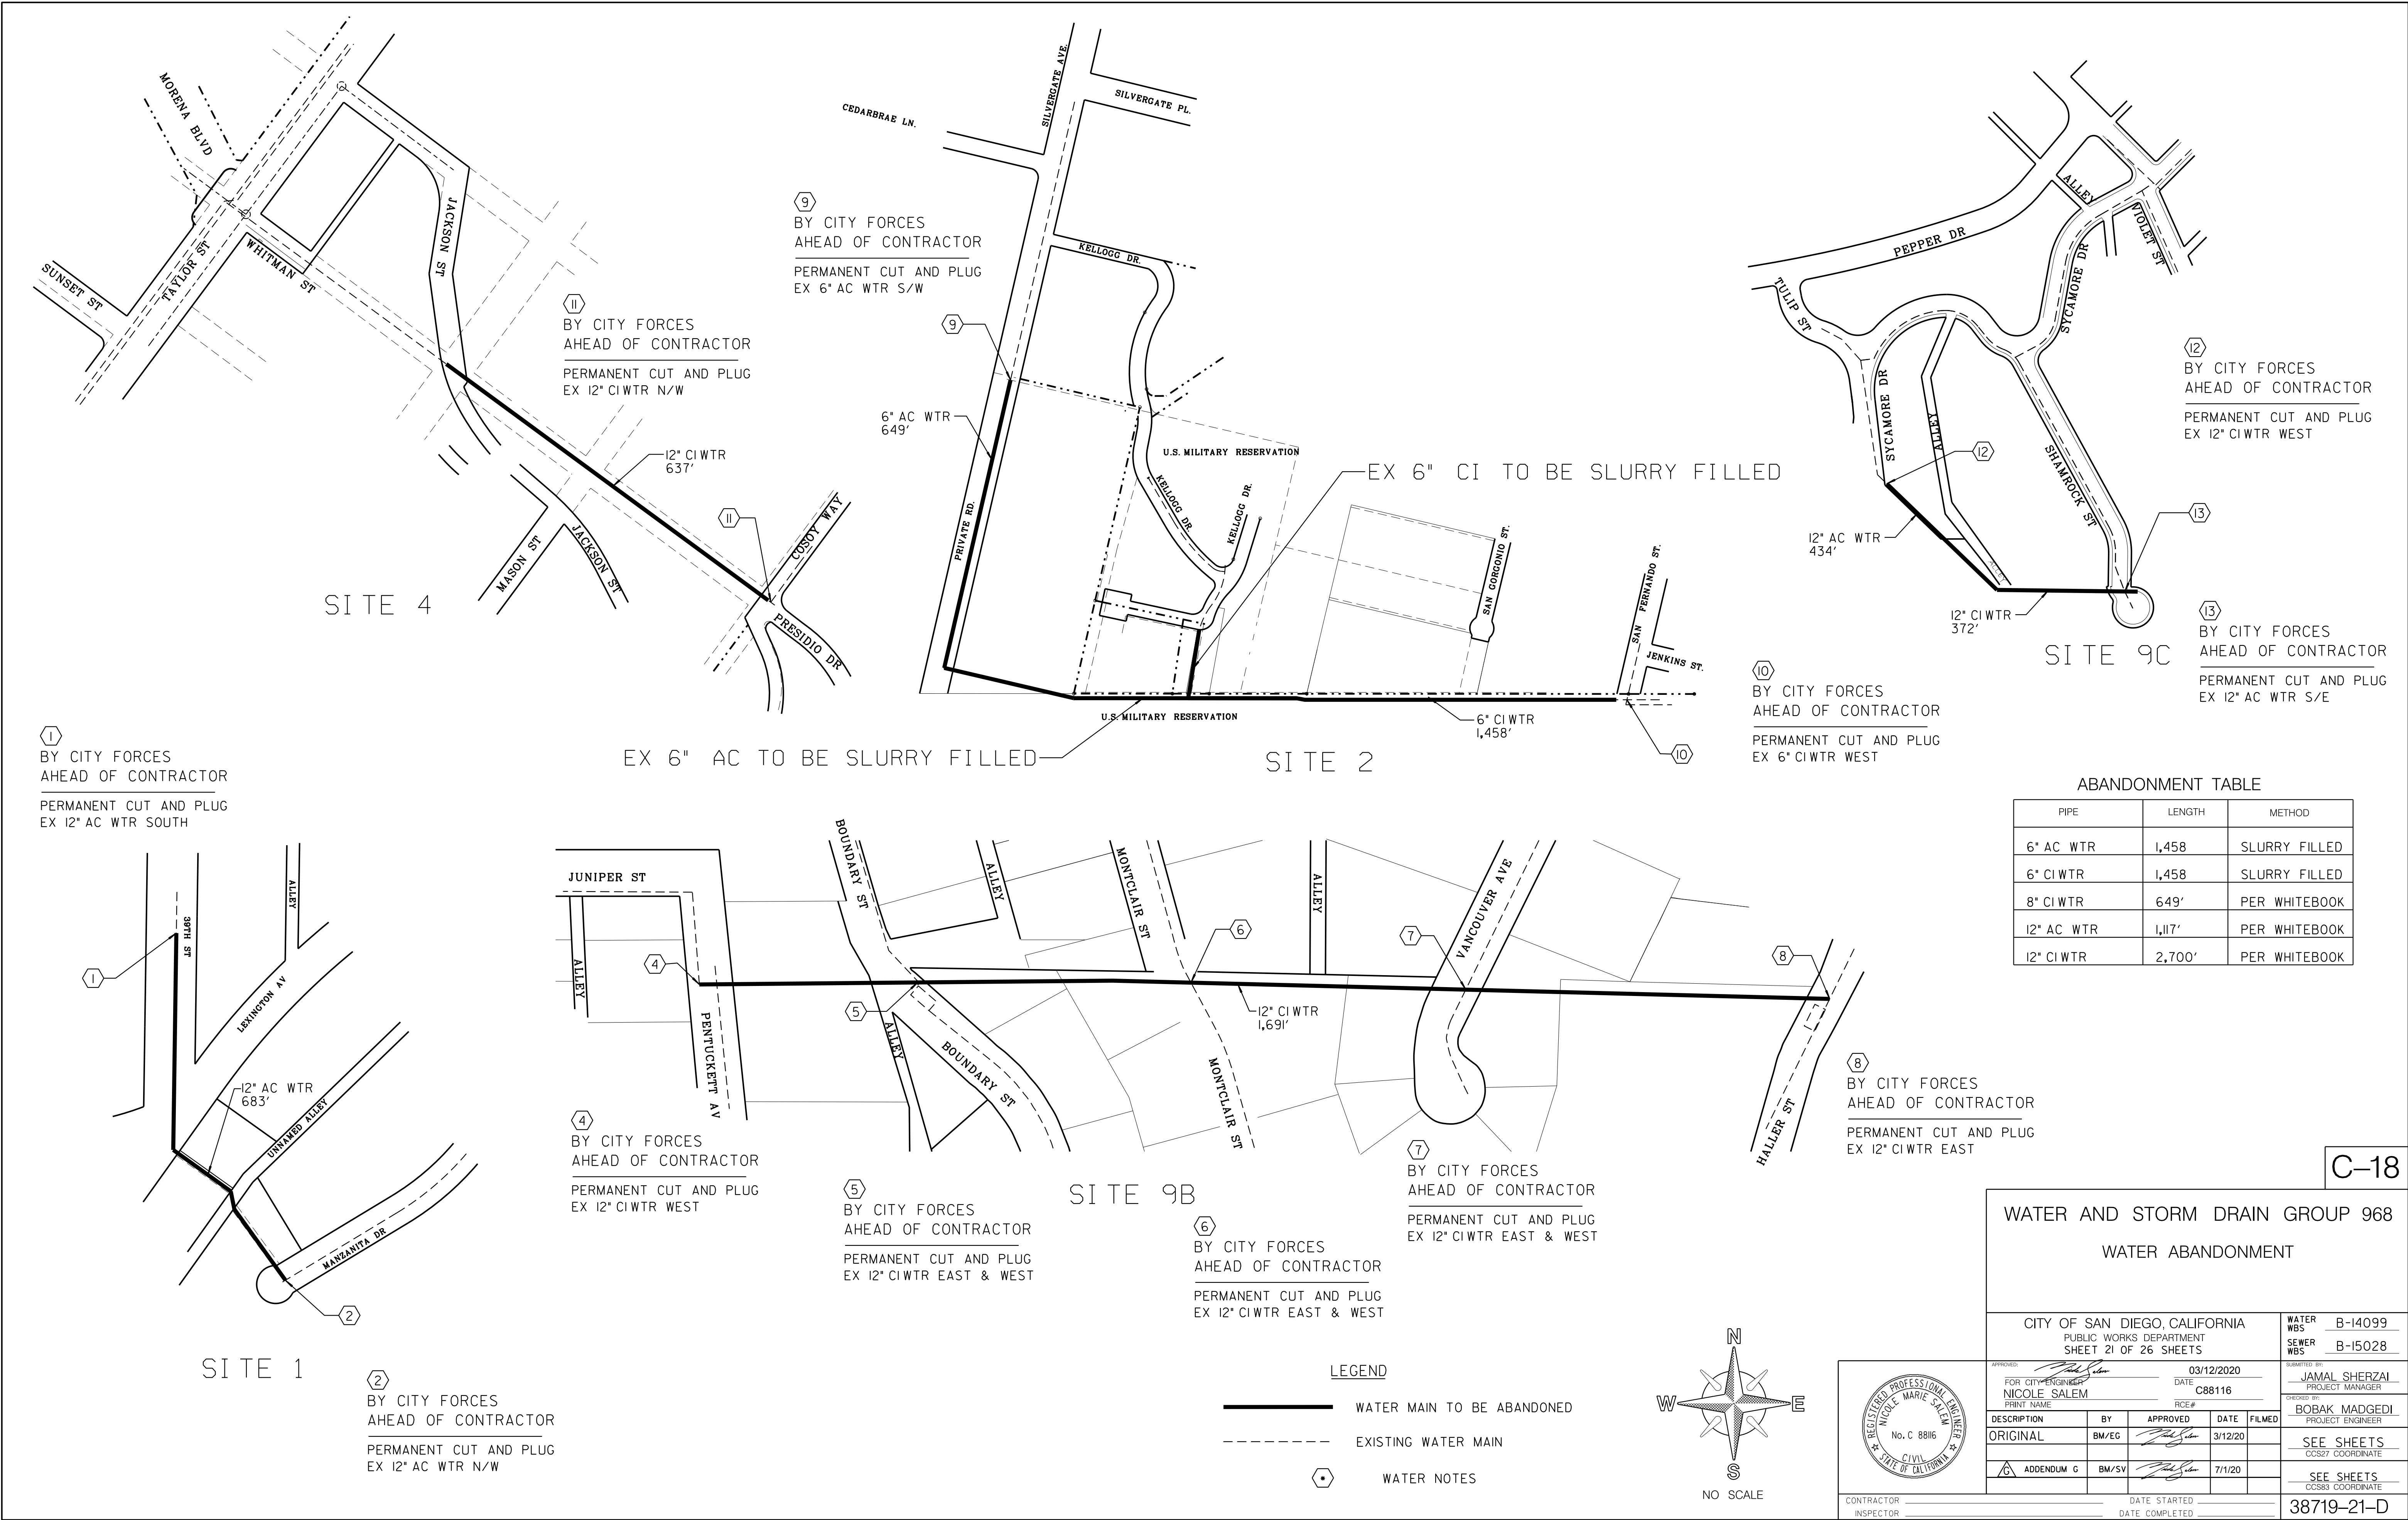 MORENA BLVD
SUNSET ST
TAYLOR ST
WHITMAN ST
JACKSON ST
11
BY CITY FORCES
AHEAD OF CONTRACTOR
PERMANENT CUT AND PLUG
EX 12" CI WTR N/W
12" CI WTR
637'
11
COSOY WAY
MASON ST
JACKSON ST
PRESIDIO DR
SITE 4
CEDARBRAE LN.
SILVERGATE AVE.
SILVERGATE PL.
9
BY CITY FORCES
AHEAD OF CONTRACTOR
PERMANENT CUT AND PLUG
EX 6" AC WTR S/W
KELLOGG DR.
9
6" AC WTR
649'
U.S. MILITARY RESERVATION
EX 6" CI TO BE SLURRY FILLED
KELLOGG DR.
KELLOGG DR.
PRIVATE RD.
SAN GORGONIO ST.
SAN FERNANDO ST.
JENKINS ST.
U.S. MILITARY RESERVATION
6" CI WTR
1,458'
10
EX 6" AC TO BE SLURRY FILLED
SITE 2
10
BY CITY FORCES
AHEAD OF CONTRACTOR
PERMANENT CUT AND PLUG
EX 6" CI WTR WEST
ALLEY
VIOLET ST
PEPPER DR
SYCAMORE DR
TULIP ST
12
BY CITY FORCES
AHEAD OF CONTRACTOR
PERMANENT CUT AND PLUG
EX 12" CI WTR WEST
SYCAMORE DR
ALLEY
12
SHAMROCK ST
13
12" AC WTR
434'
ALLEY
12" CI WTR
372'
SITE 9C
13
BY CITY FORCES
AHEAD OF CONTRACTOR
PERMANENT CUT AND PLUG
EX 12" AC WTR S/E
1
BY CITY FORCES
AHEAD OF CONTRACTOR
PERMANENT CUT AND PLUG
EX 12" AC WTR SOUTH
39TH ST
ALLEY
1
LEXINGTON AV
12" AC WTR
683'
UNNAMED ALLEY
MANZANITA DR
2
SITE 1
2
BY CITY FORCES
AHEAD OF CONTRACTOR
PERMANENT CUT AND PLUG
EX 12" AC WTR N/W
JUNIPER ST
BOUNDARY ST
ALLEY
MONTCLAIR ST
ALLEY
VANCOUVER AVE
4
ALLEY
5
6
7
8
PENTUCKETT AV
ALLEY
BOUNDARY ST
12" CI WTR
1,691'
MONTCLAIR ST
HALLER ST
4
BY CITY FORCES
AHEAD OF CONTRACTOR
PERMANENT CUT AND PLUG
EX 12" CI WTR WEST
5
BY CITY FORCES
AHEAD OF CONTRACTOR
PERMANENT CUT AND PLUG
EX 12" CI WTR EAST & WEST
SITE 9B
6
BY CITY FORCES
AHEAD OF CONTRACTOR
PERMANENT CUT AND PLUG
EX 12" CI WTR EAST & WEST
7
BY CITY FORCES
AHEAD OF CONTRACTOR
PERMANENT CUT AND PLUG
EX 12" CI WTR EAST & WEST
8
BY CITY FORCES
AHEAD OF CONTRACTOR
PERMANENT CUT AND PLUG
EX 12" CI WTR EAST
ABANDONMENT TABLE
PIPE LENGTH METHOD
6" AC WTR 1,458 SLURRY FILLED
6" CI WTR 1,458 SLURRY FILLED
8" CI WTR 649' PER WHITEBOOK
12" AC WTR 1,117' PER WHITEBOOK
12" CI WTR 2,700' PER WHITEBOOK
LEGEND
WATER MAIN TO BE ABANDONED
EXISTING WATER MAIN
WATER NOTES
N
W E
S
NO SCALE
C-18
WATER AND STORM DRAIN GROUP 968
WATER ABANDONMENT
CITY OF SAN DIEGO, CALIFORNIA
PUBLIC WORKS DEPARTMENT
SHEET 21 OF 26 SHEETS
WATER WBS B-14099
SEWER WBS B-15028
APPROVED:
FOR CITY ENGINEER
03/12/2020
DATE
NICOLE SALEM
PRINT NAME
C88116
RCE#
SUBMITTED BY:
JAMAL SHERZAI
PROJECT MANAGER
CHECKED BY:
BOBAK MADGEDI
PROJECT ENGINEER
DESCRIPTION BY APPROVED DATE FILMED
ORIGINAL BM/EG 3/12/20
G ADDENDUM G BM/SV 7/1/20
SEE SHEETS
CCS27 COORDINATE
SEE SHEETS
CCS83 COORDINATE
REGISTERED PROFESSIONAL ENGINEER
NICOLE MARIE SALEM
No. C 88116
CIVIL
STATE OF CALIFORNIA
CONTRACTOR
INSPECTOR
DATE STARTED
DATE COMPLETED
38719-21-D